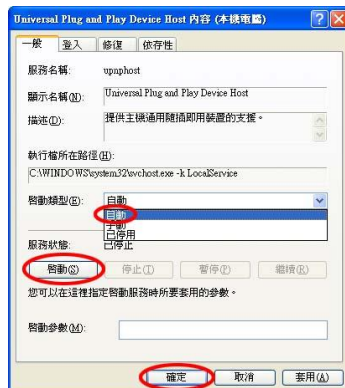 Universal Plug and Play Device Host 內容 (本機電腦)
一般 登入 修復 依存性
服務名稱: upnphost
顯示名稱(N): Universal Plug and Play Device Host
描述(D): 提供主機通用隨插即用裝置的支援。
執行檔所在路徑(H):
C:\WINDOWS\system32\svchost.exe -k LocalService
啟動類型(E): 自動
自動
手動
已停用
服務狀態: 已停止
啟動(S) 停止(T) 暫停(P) 繼續(R)
您可以在這裡指定啟動服務時所要套用的參數。
啟動參數(M):
確定 取消 套用(A)